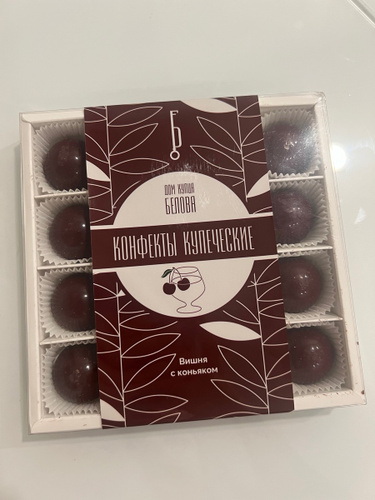 Б
ДОМ КУПЦА
БЕЛОВА
КОНФЕКТЫ КУПЕЧЕСКИЕ
Вишня
с коньяком